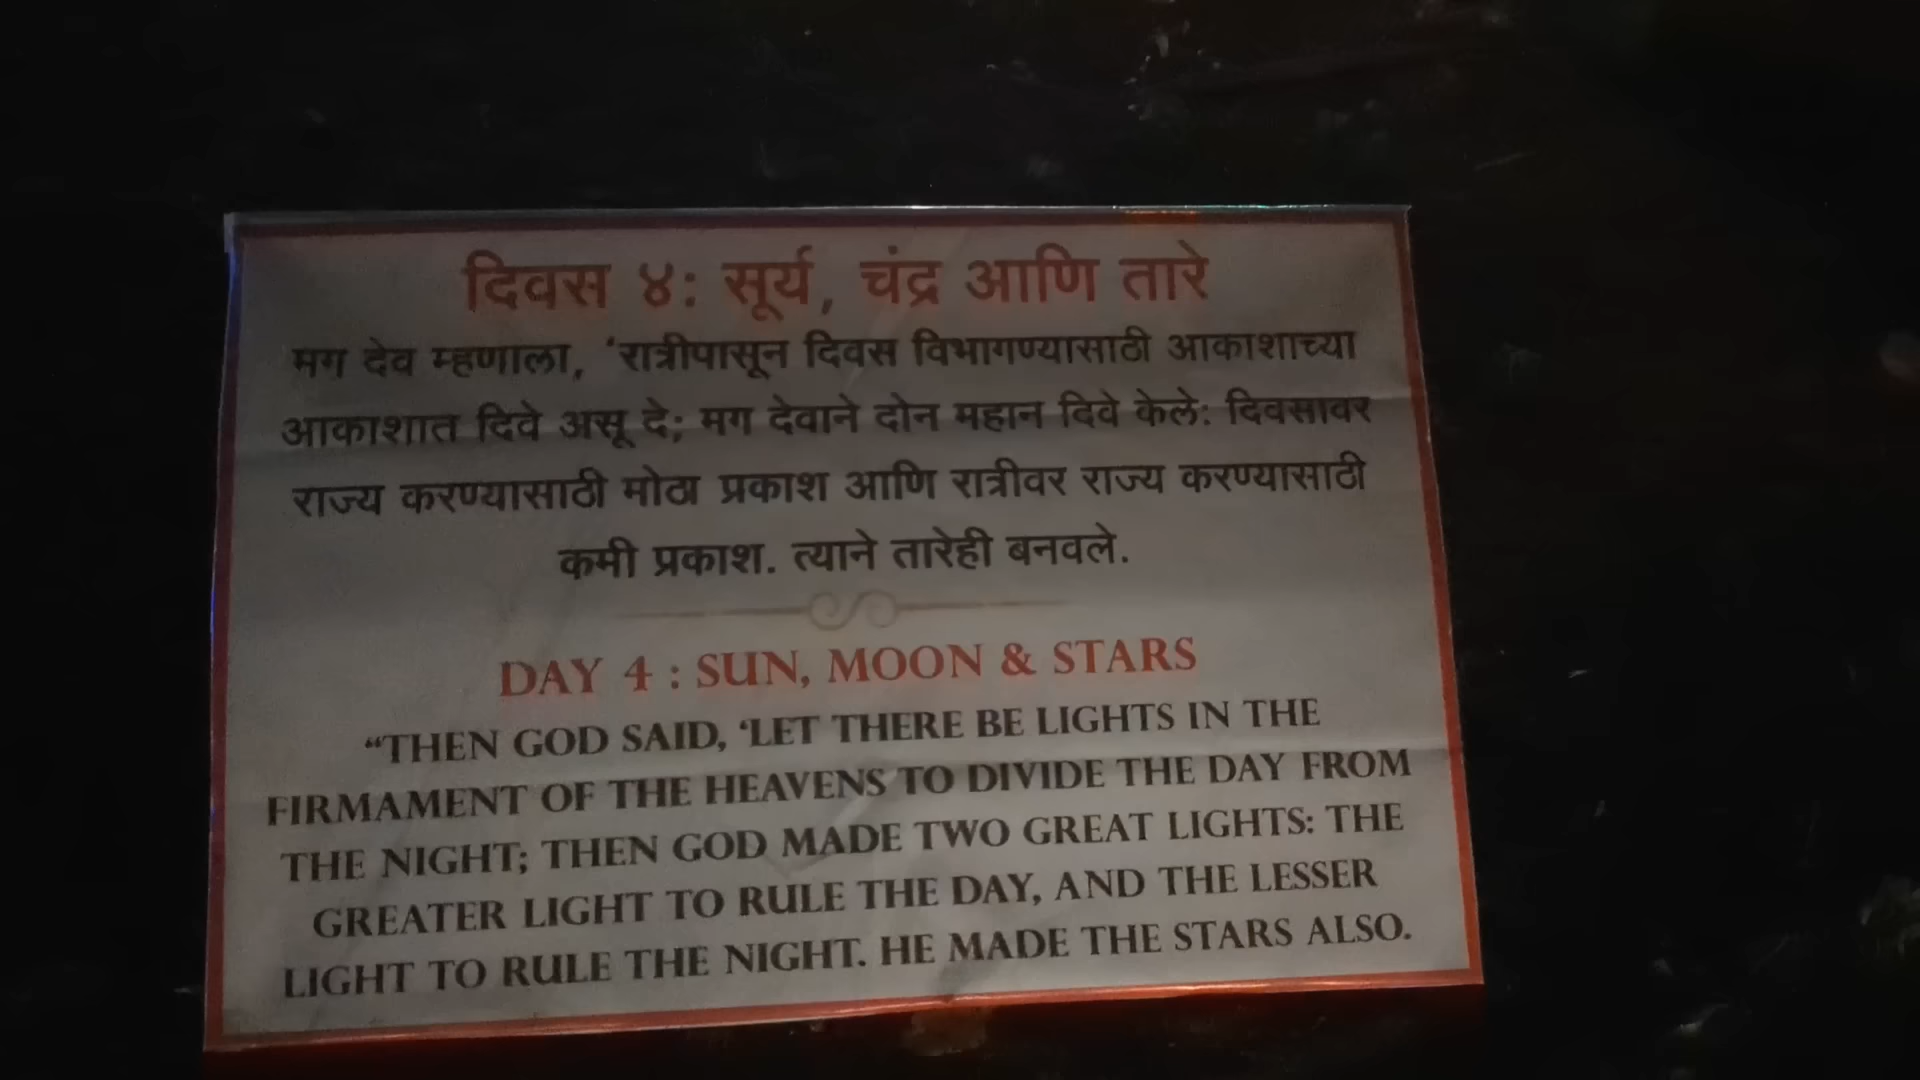 दिवस ४: सूर्य, चंद्र आणि तारे
मग देव म्हणाला, ‘रात्रीपासून दिवस विभागण्यासाठी आकाशाच्या
आकाशात दिवे असू दे; मग देवाने दोन महान दिवे केले: दिवसावर
राज्य करण्यासाठी मोठा प्रकाश आणि रात्रीवर राज्य करण्यासाठी
कमी प्रकाश. त्याने तारेही बनवले.
DAY 4 : SUN, MOON & STARS
“THEN GOD SAID, ‘LET THERE BE LIGHTS IN THE
FIRMAMENT OF THE HEAVENS TO DIVIDE THE DAY FROM
THE NIGHT; THEN GOD MADE TWO GREAT LIGHTS: THE
GREATER LIGHT TO RULE THE DAY, AND THE LESSER
LIGHT TO RULE THE NIGHT. HE MADE THE STARS ALSO.